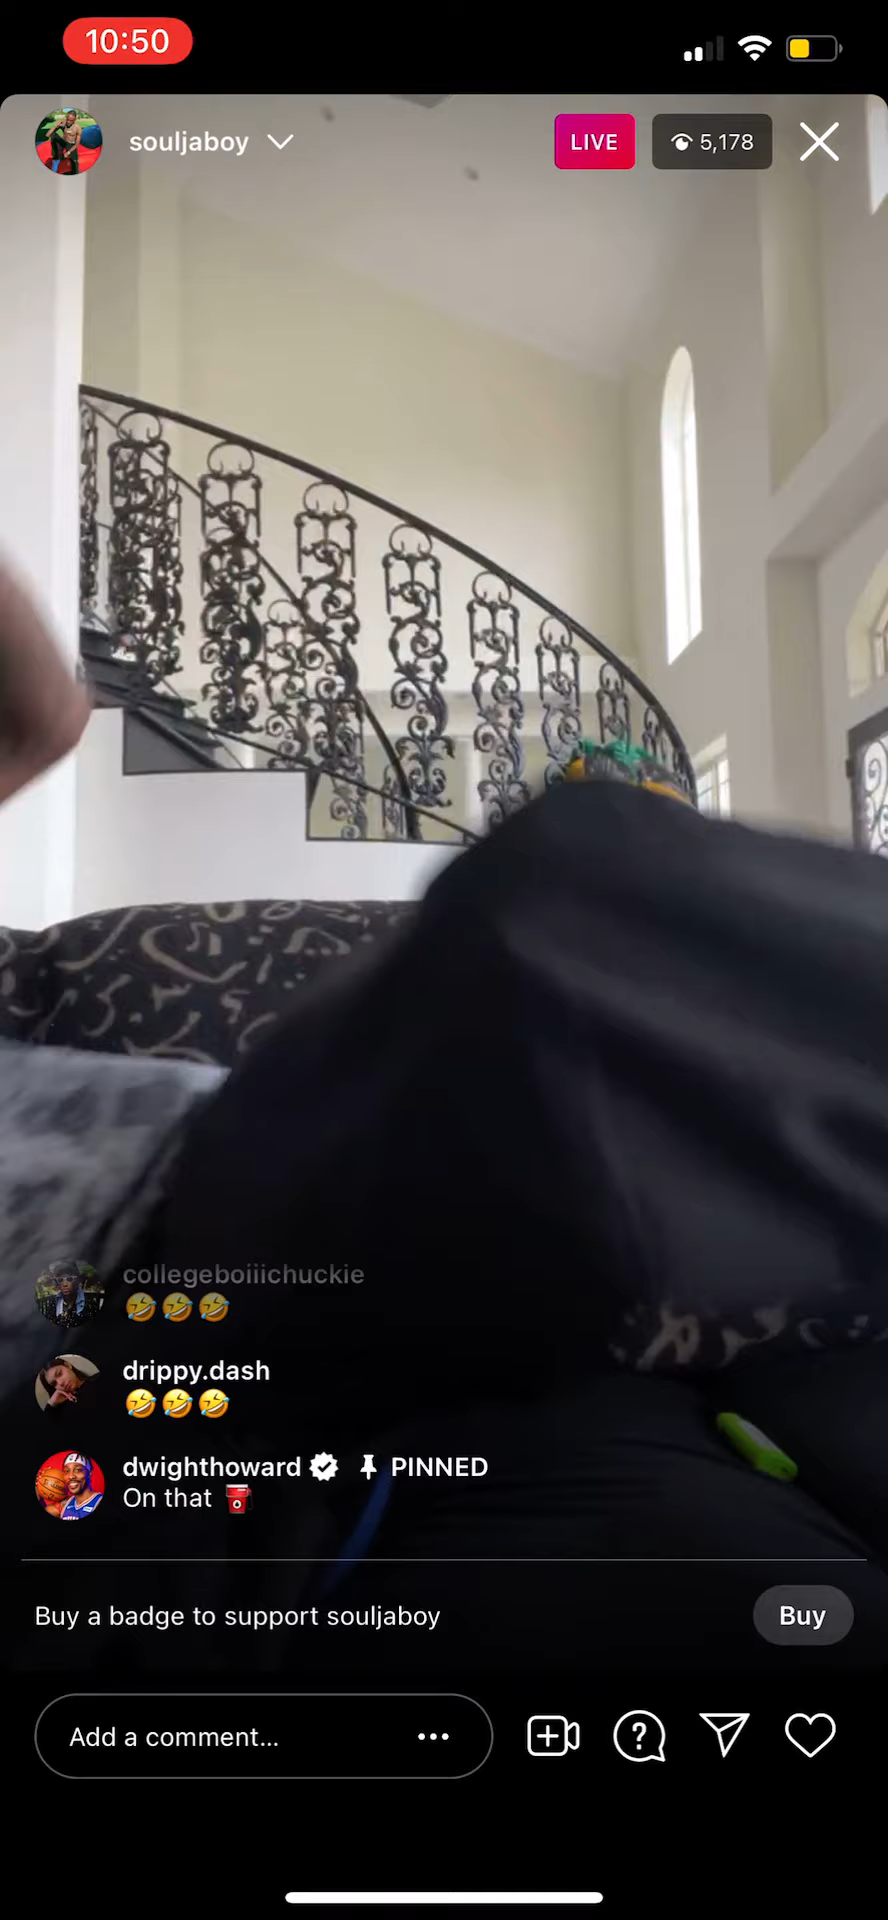 10:50
souljaboy
LIVE
5,178
collegeboiiichuckie
🤣🤣🤣
drippy.dash
🤣🤣🤣
dwighthoward PINNED
On that
Buy a badge to support souljaboy
Buy
Add a comment...